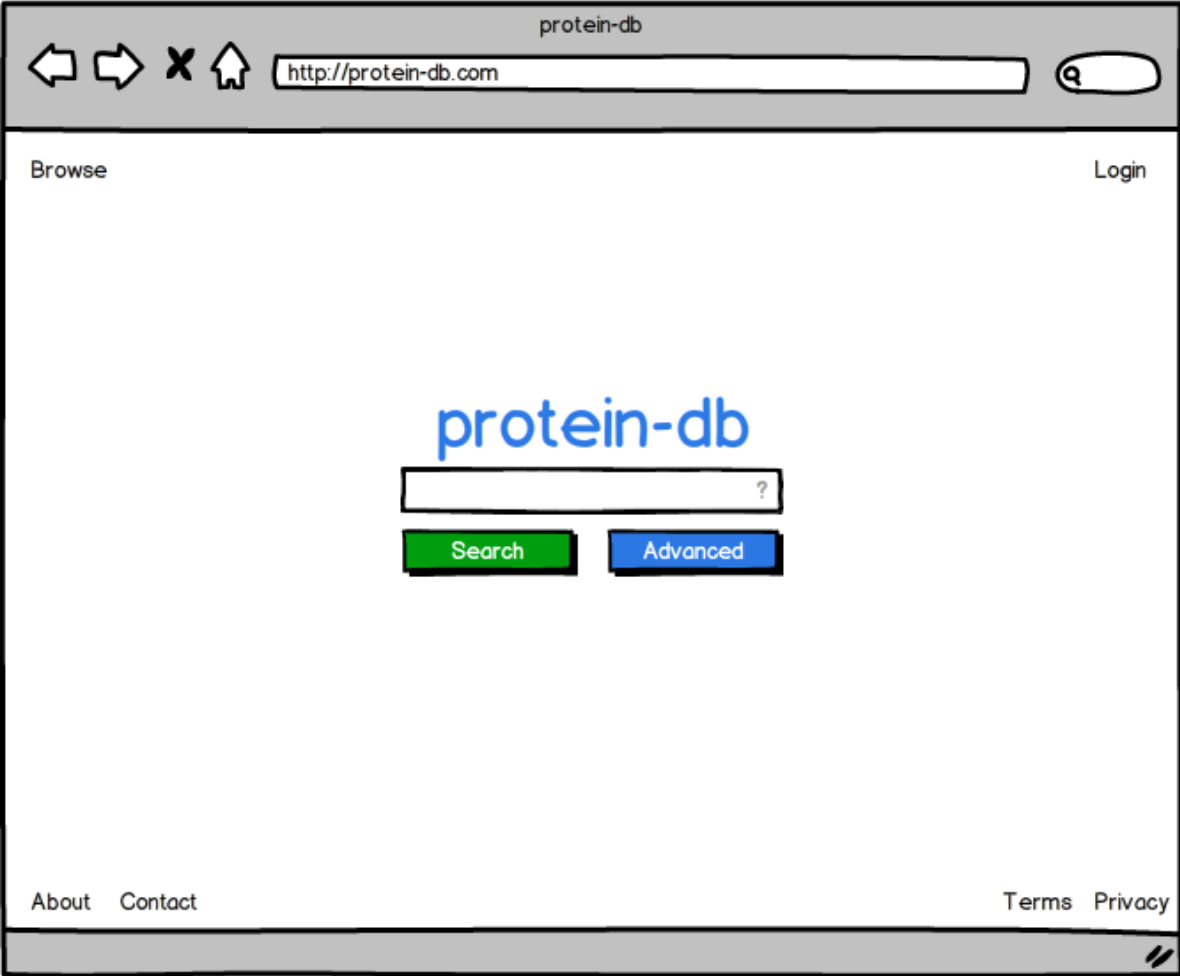 protein-db
http://protein-db.com
Browse Login
protein-db
?
Search Advanced
About Contact Terms Privacy